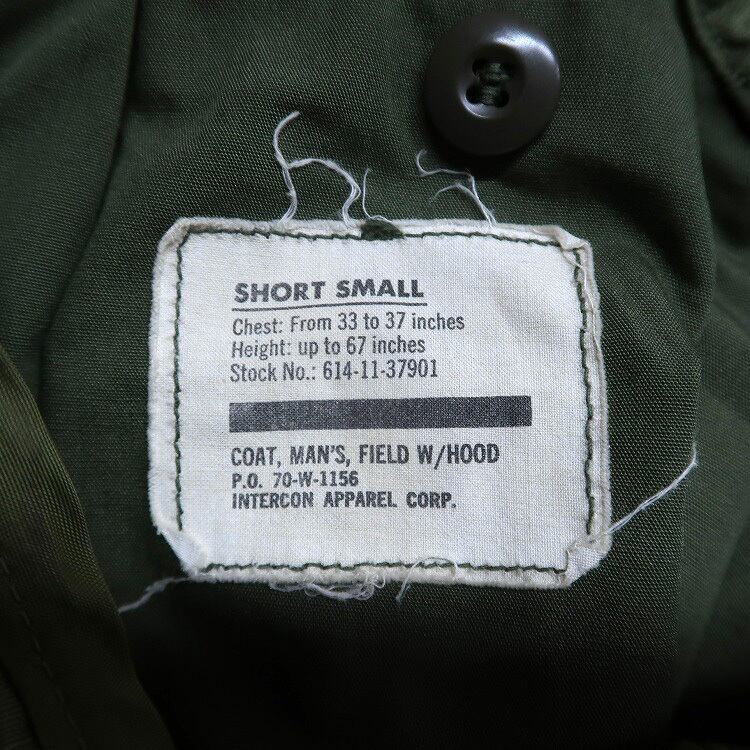 SHORT SMALL
Chest: From 33 to 37 inches
Height: up to 67 inches
Stock No.: 614-11-37901
COAT, MAN'S, FIELD W/HOOD
P.O. 70-W-1156
INTERCON APPAREL CORP.